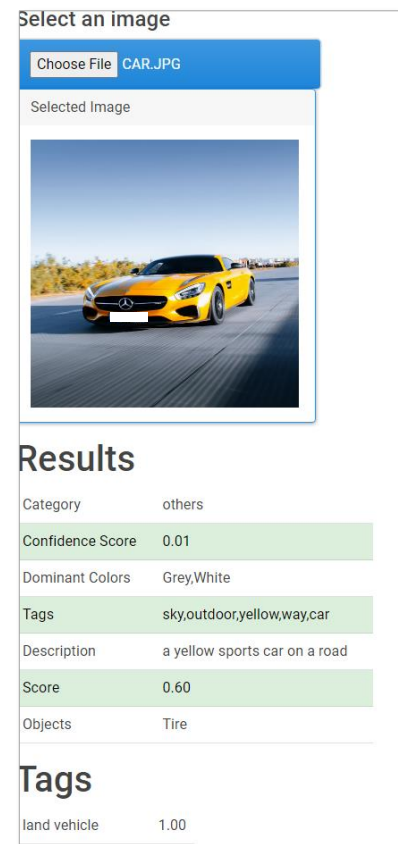 Select an image
Choose File CAR.JPG
Selected Image
Results
Category others
Confidence Score 0.01
Dominant Colors Grey,White
Tags sky,outdoor,yellow,way,car
Description a yellow sports car on a road
Score 0.60
Objects Tire
Tags
land vehicle 1.00